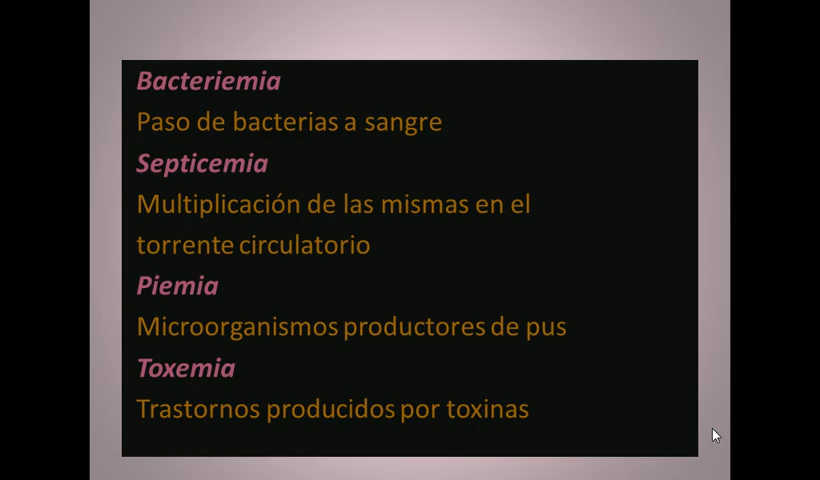 Bacteriemia
Paso de bacterias a sangre
Septicemia
Multiplicación de las mismas en el
torrente circulatorio
Piemia
Microorganismos productores de pus
Toxemia
Trastornos producidos por toxinas